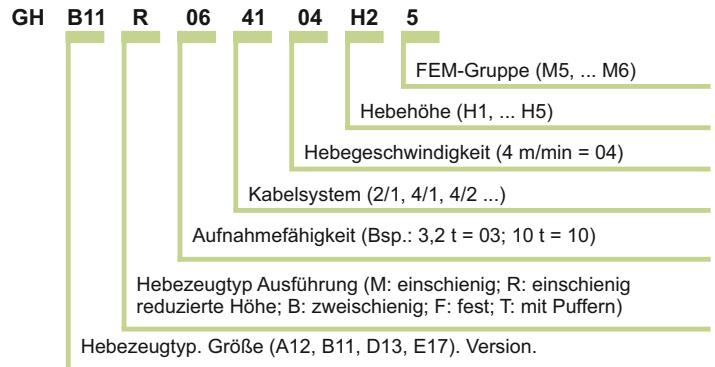 GH B11 R 06 41 04 H2 5
FEM-Gruppe (M5, ... M6)
Hebehöhe (H1, ... H5)
Hebegeschwindigkeit (4 m/min = 04)
Kabelsystem (2/1, 4/1, 4/2 ...)
Aufnahmefähigkeit (Bsp.: 3,2 t = 03; 10 t = 10)
Hebezeugtyp Ausführung (M: einschienig; R: einschienig
reduzierte Höhe; B: zweischienig; F: fest; T: mit Puffern)
Hebezeugtyp. Größe (A12, B11, D13, E17). Version.